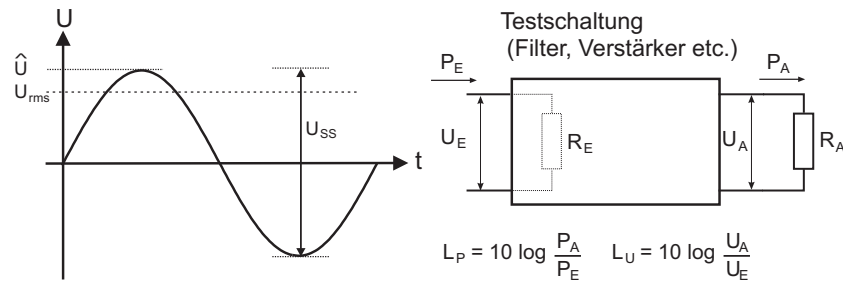 U
Û
U_rms
U_SS
t
Testschaltung
(Filter, Verstärker etc.)
P_E
P_A
U_E
R_E
U_A
R_A
L_P = 10 log P_A/P_E
L_U = 10 log U_A/U_E